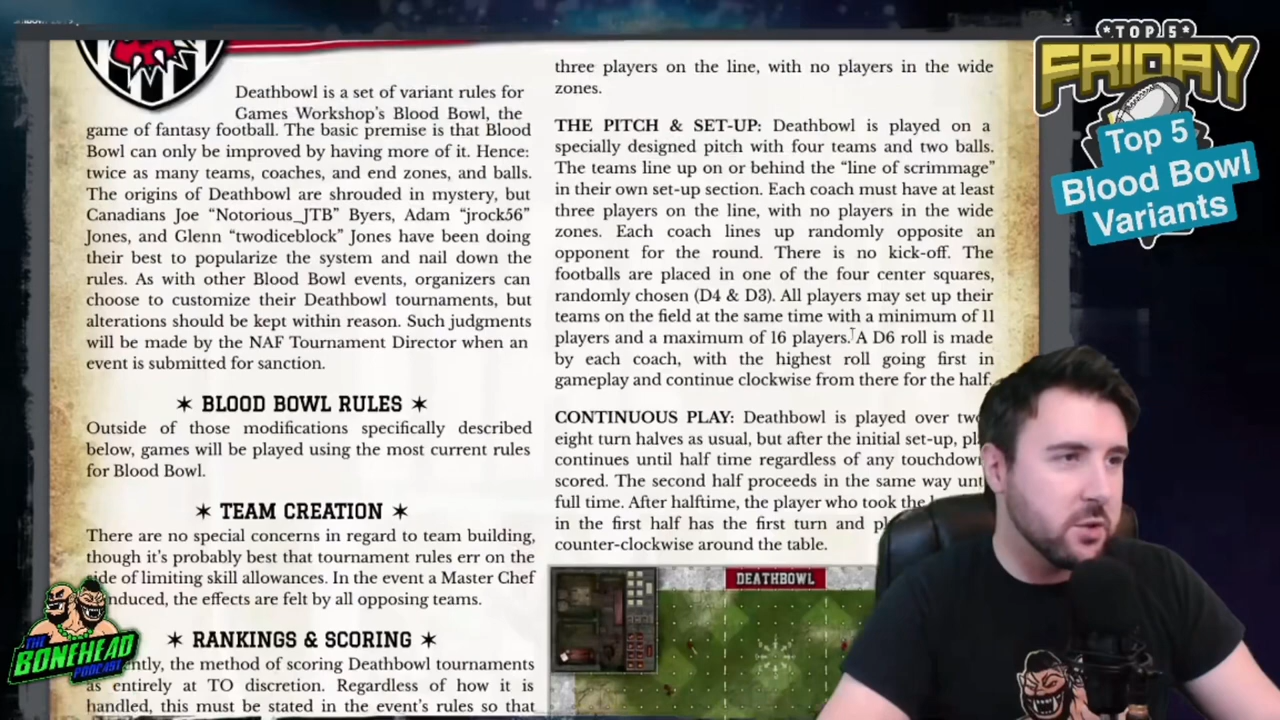 Deathbowl is a set of variant rules for
Games Workshop's Blood Bowl, the
game of fantasy football. The basic premise is that Blood
Bowl can only be improved by having more of it. Hence:
twice as many teams, coaches, and end zones, and balls.
The origins of Deathbowl are shrouded in mystery, but
Canadians Joe “Notorious_JTB” Byers, Adam “jrock56”
Jones, and Glenn “twodiceblock” Jones have been doing
their best to popularize the system and nail down the
rules. As with other Blood Bowl events, organizers can
choose to customize their Deathbowl tournaments, but
alterations should be kept within reason. Such judgments
will be made by the NAF Tournament Director when an
event is submitted for sanction.
✶ BLOOD BOWL RULES ✶
Outside of those modifications specifically described
below, games will be played using the most current rules
for Blood Bowl.
✶ TEAM CREATION ✶
There are no special concerns in regard to team building,
though it's probably best that tournament rules err on the
of limiting skill allowances. In the event a Master Chef
induced, the effects are felt by all opposing teams.
✶ RANKINGS & SCORING ✶
the method of scoring Deathbowl tournaments
as entirely at TO discretion. Regardless of how it is
handled, this must be stated in the event's rules so that
three players on the line, with no players in the wide
zones.
THE PITCH & SET-UP: Deathbowl is played on a
specially designed pitch with four teams and two balls.
The teams line up on or behind the “line of scrimmage”
in their own set-up section. Each coach must have at least
three players on the line, with no players in the wide
zones. Each coach lines up randomly opposite an
opponent for the round. There is no kick-off. The
footballs are placed in one of the four center squares,
randomly chosen (D4 & D3). All players may set up their
teams on the field at the same time with a minimum of 11
players and a maximum of 16 players. A D6 roll is made
by each coach, with the highest roll going first in
gameplay and continue clockwise from there for the half.
CONTINUOUS PLAY: Deathbowl is played over two
eight turn halves as usual, but after the initial set-up,
continues until half time regardless of any touchdown
scored. The second half proceeds in the same way
full time. After halftime, the player who took the
in the first half has the first turn and
counter-clockwise around the table.
DEATHBOWL
*TOP 5*
FRIDAY
Top 5
Blood Bowl
Variants
THE
BONEHEAD
PODCAST